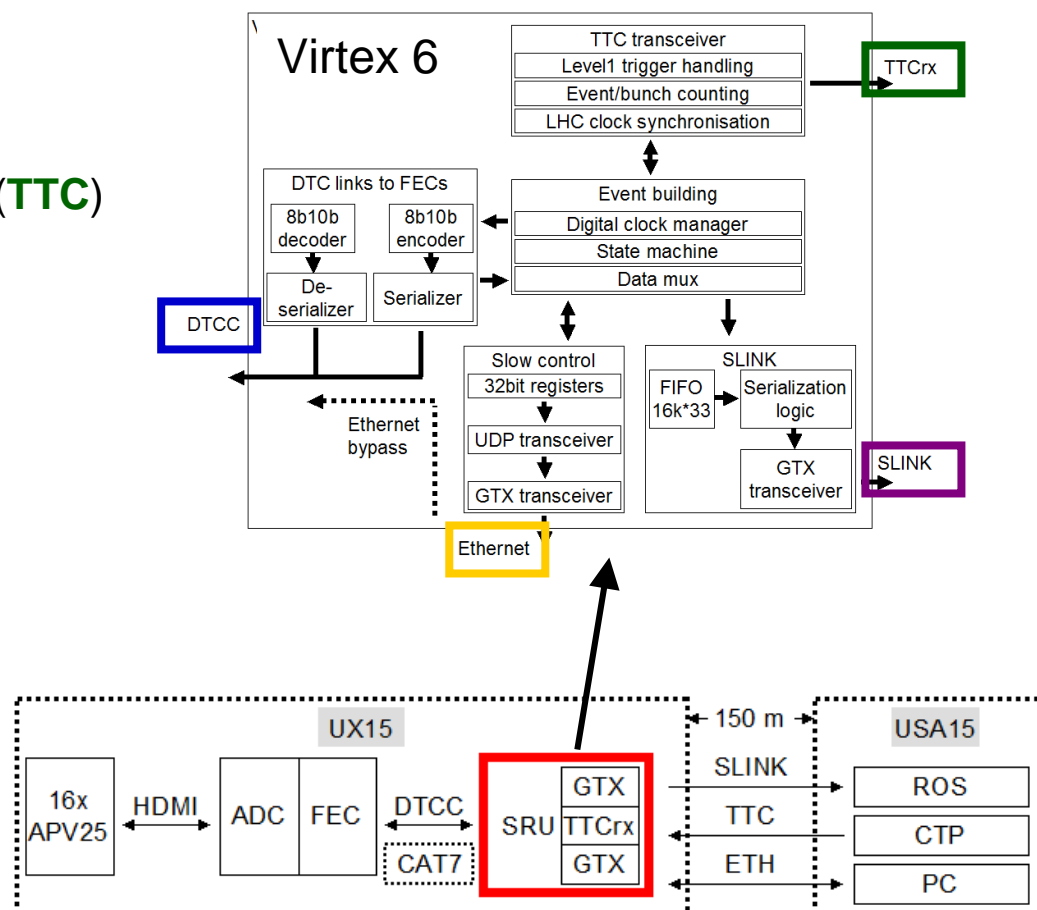 Virtex 6
TTC transceiver
Level1 trigger handling
Event/bunch counting
LHC clock synchronisation
TTCrx
(TTC)
DTC links to FECs
8b10b
decoder
8b10b
encoder
De-
serializer
Serializer
Event building
Digital clock manager
State machine
Data mux
DTCC
Ethernet
bypass
Slow control
32bit registers
UDP transceiver
GTX transceiver
SLINK
FIFO
16k*33
Serialization
logic
GTX
transceiver
SLINK
Ethernet
UX15
150 m
USA15
16x
APV25
HDMI
ADC
FEC
DTCC
CAT7
SRU
GTX
TTCrx
GTX
SLINK
TTC
ETH
ROS
CTP
PC